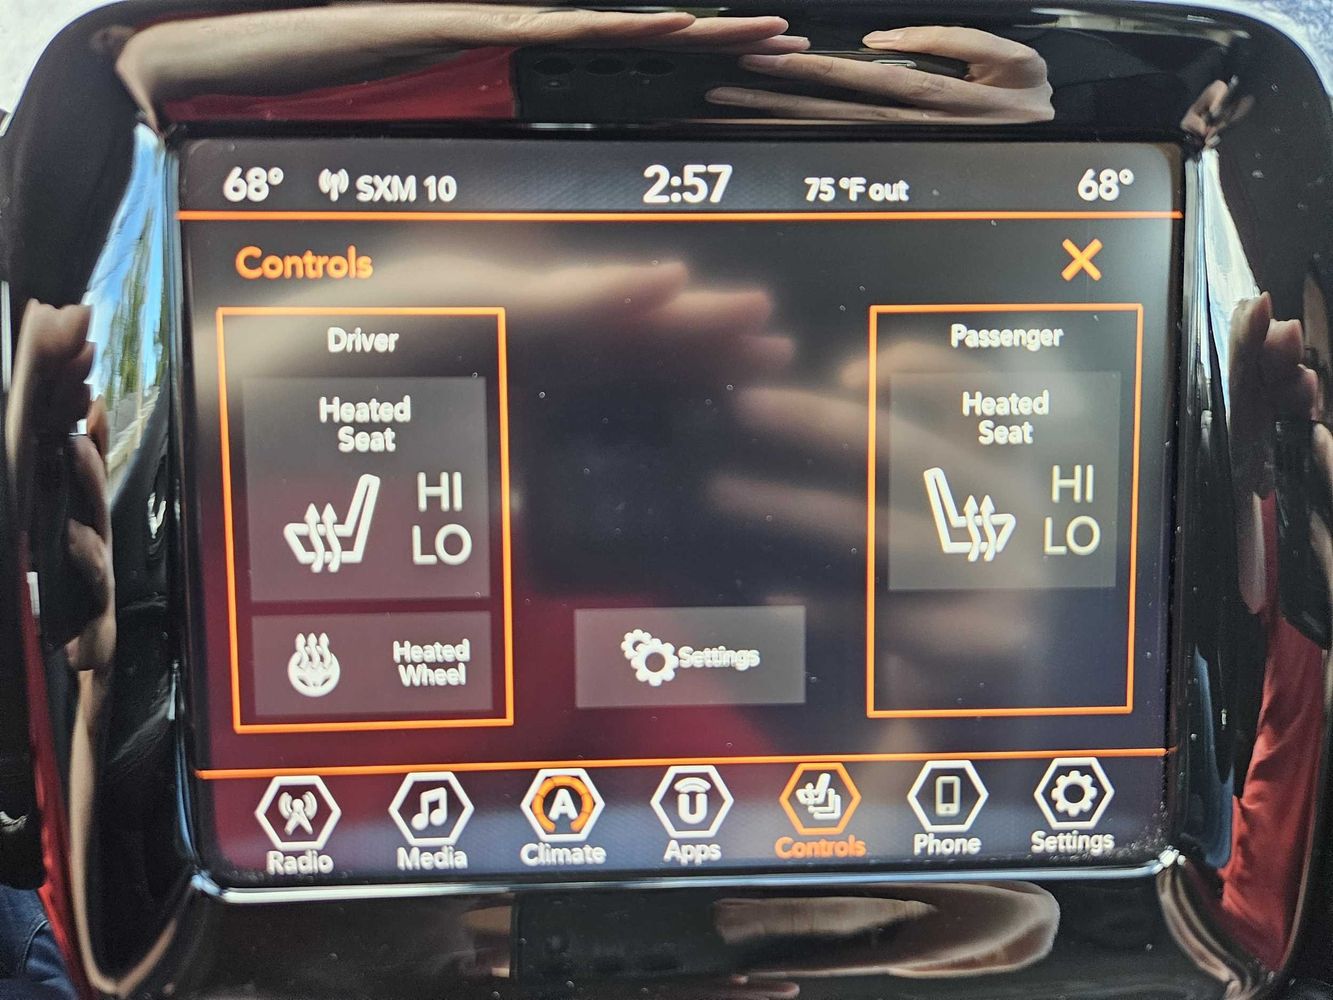 68° SXM 10 2:57 75 °F out 68°
Controls
Driver
Heated
Seat
HI
LO
Heated
Wheel
Settings
Passenger
Heated
Seat
HI
LO
A
U
Radio Media Climate Apps Controls Phone Settings